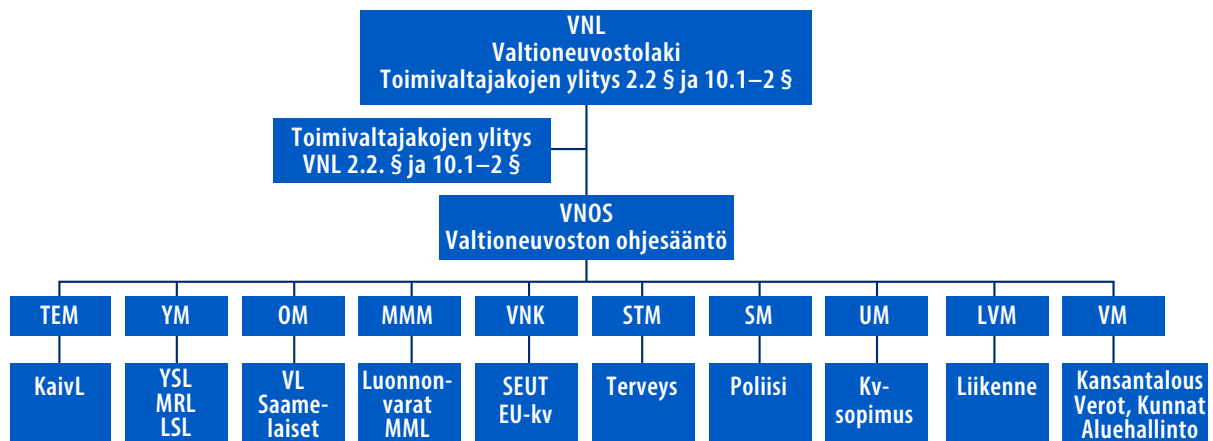 VNL
Valtioneuvostolaki
Toimivaltajakojen ylitys 2.2 § ja 10.1–2 §
Toimivaltajakojen ylitys
VNL 2.2. § ja 10.1–2 §
VNOS
Valtioneuvoston ohjesääntö
TEM
YM
OM
MMM
VNK
STM
SM
UM
LVM
VM
KaivL
YSL
MRL
LSL
VL
Saame-
laiset
Luonnon-
varat
MML
SEUT
EU-kv
Terveys
Poliisi
Kv-
sopimus
Liikenne
Kansantalous
Verot, Kunnat
Aluehallinto